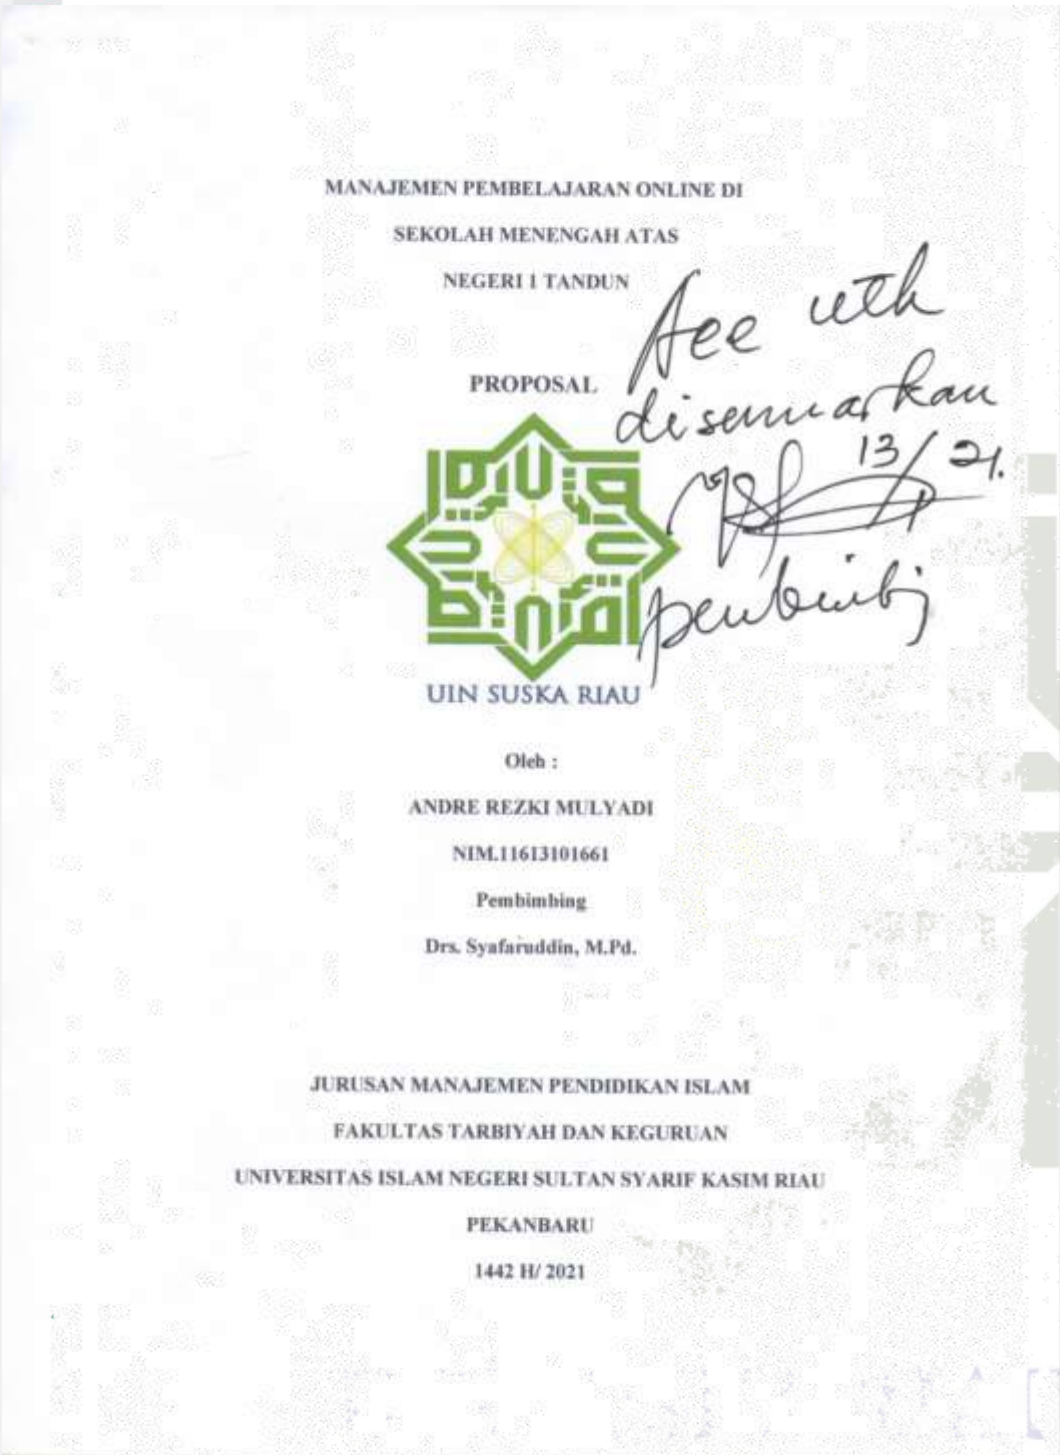 MANAJEMEN PEMBELAJARAN ONLINE DI
SEKOLAH MENENGAH ATAS
NEGERI 1 TANDUN
PROPOSAL
Acc utk
diseminarkan
13/ 21.
pembimbing
UIN SUSKA RIAU
Oleh :
ANDRE REZKI MULYADI
NIM.11613101661
Pembimbing
Drs. Syafaruddin, M.Pd.
JURUSAN MANAJEMEN PENDIDIKAN ISLAM
FAKULTAS TARBIYAH DAN KEGURUAN
UNIVERSITAS ISLAM NEGERI SULTAN SYARIF KASIM RIAU
PEKANBARU
1442 H/ 2021